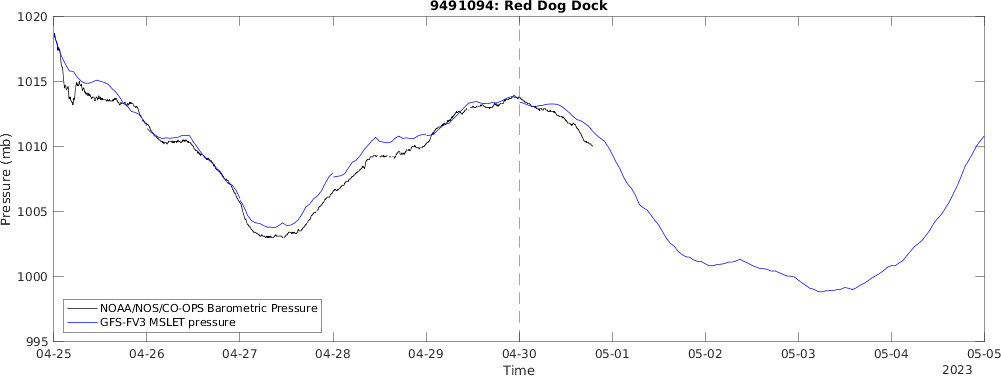 9491094: Red Dog Dock
Pressure (mb)
1020
1015
1010
1005
1000
995
NOAA/NOS/CO-OPS Barometric Pressure
GFS-FV3 MSLET pressure
04-25 04-26 04-27 04-28 04-29 04-30 05-01 05-02 05-03 05-04 05-05
Time
2023